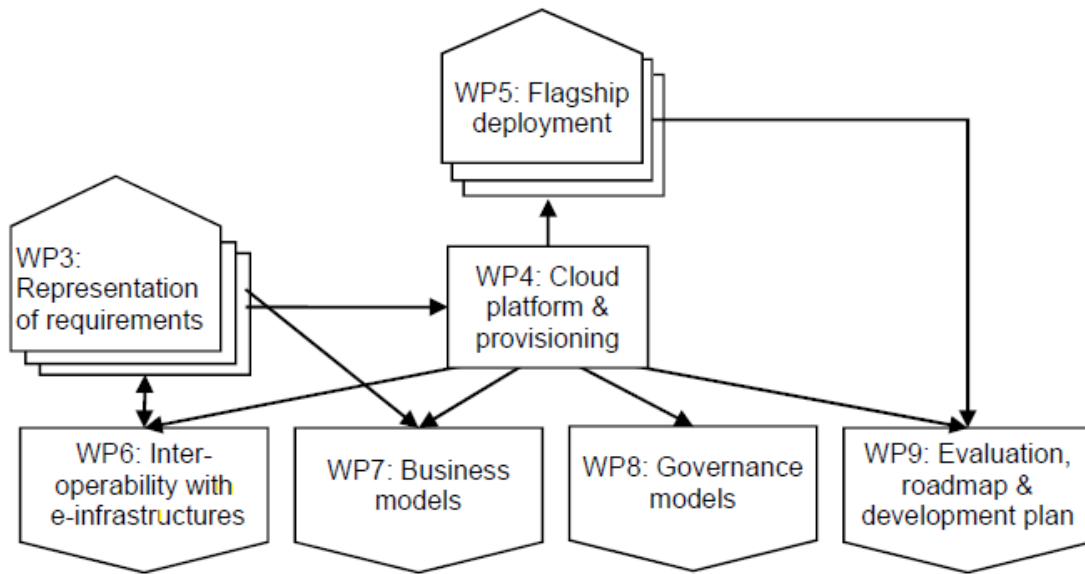 WP5: Flagship
deployment
WP3:
Representation
of requirements
WP4: Cloud
platform &
provisioning
WP6: Inter-
operability with
e-infrastructures
WP7: Business
models
WP8: Governance
models
WP9: Evaluation,
roadmap &
development plan